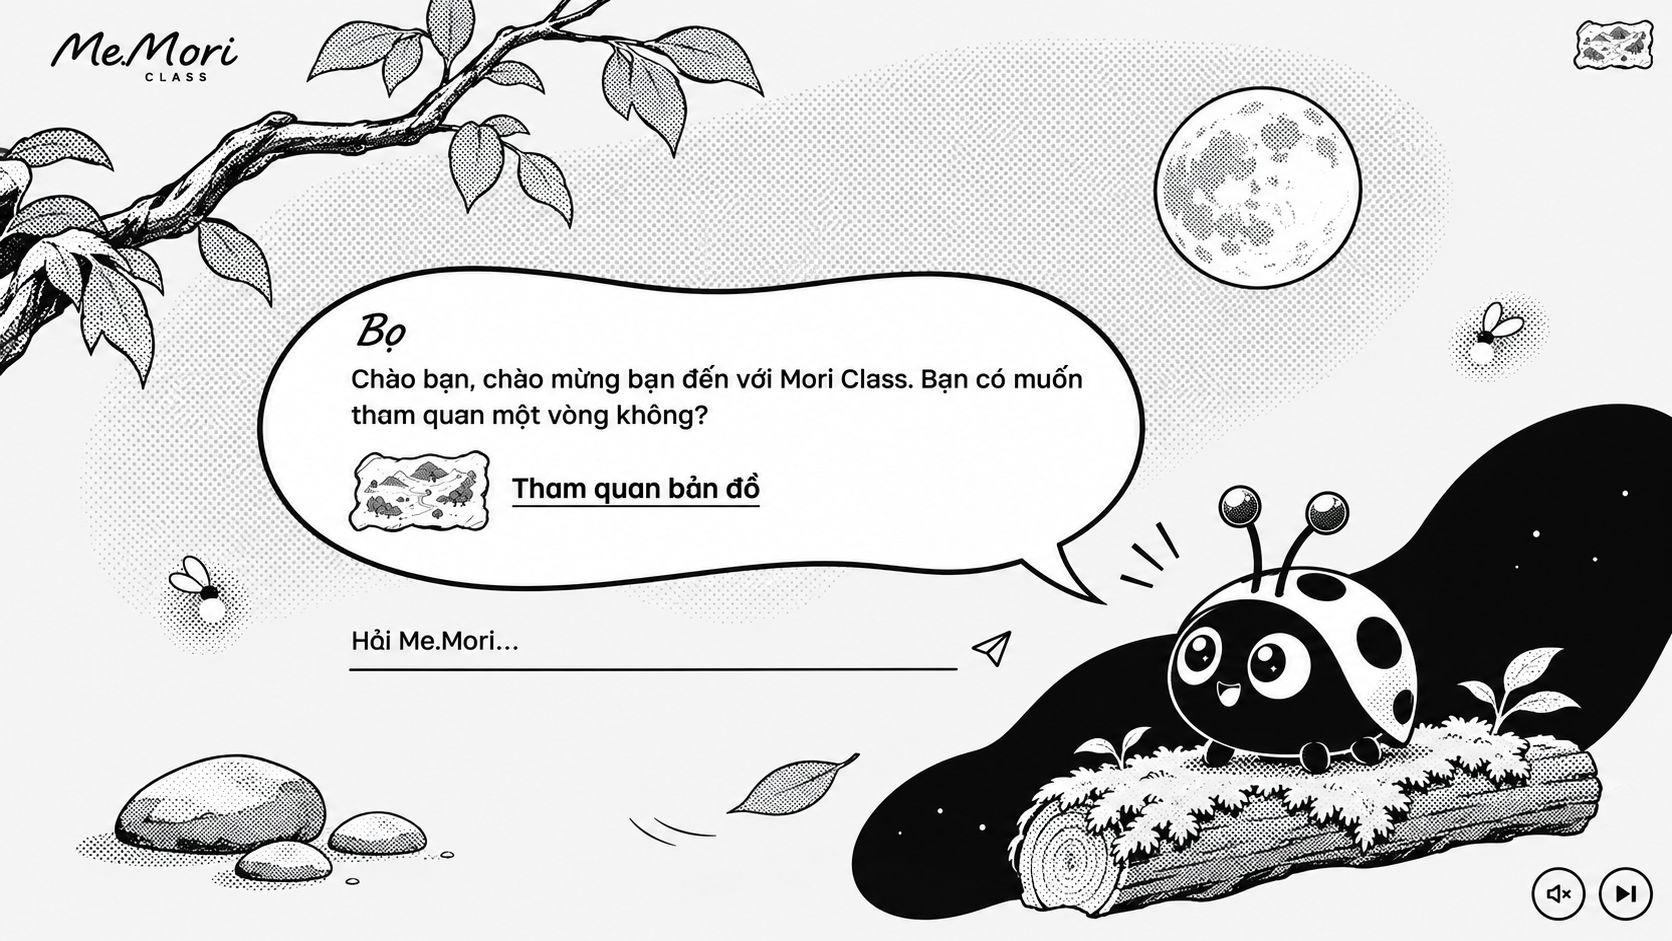 Me.Mori
CLASS
Bọ
Chào bạn, chào mừng bạn đến với Mori Class. Bạn có muốn
tham quan một vòng không?
Tham quan bản đồ
Hỏi Me.Mori...